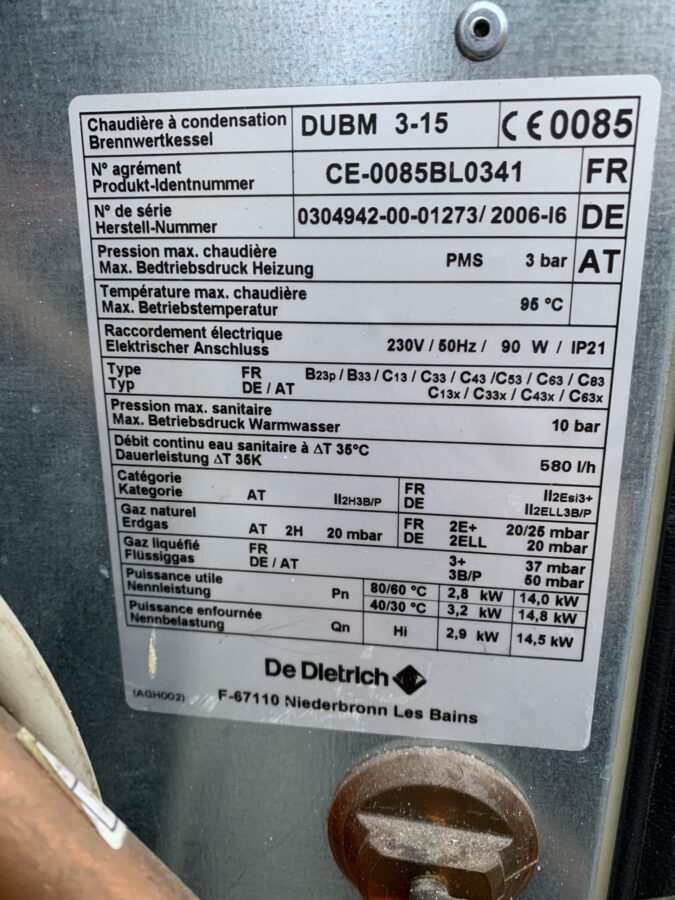 Chaudière à condensation DUBM 3-15 CE0085
Brennwertkessel
N° agrément CE-0085BL0341 FR
Produkt-Identnummer
N° de série 0304942-00-01273/ 2006-I6 DE
Herstell-Nummer
Pression max. chaudière PMS 3 bar AT
Max. Bedtriebsdruck Heizung
Température max. chaudière 95 °C
Max. Betriebstemperatur
Raccordement électrique 230V / 50Hz / 90 W / IP21
Elektrischer Anschluss
Type FR B23P / B33 / C13 / C33 / C43 /C53 / C63 / C83
Typ DE / AT C13x / C33x / C43x / C63x
Pression max. sanitaire 10 bar
Max. Betriebsdruck Warmwasser
Débit continu eau sanitaire à ΔT 35°C 580 l/h
Dauerleistung ΔT 35K
Catégorie AT II2H3B/P FR II2Esi3+
Kategorie DE II2ELL3B/P
Gaz naturel AT 2H 20 mbar FR 2E+ 20/25 mbar
Erdgas DE 2ELL 20 mbar
Gaz liquéfié FR 3+ 37 mbar
Flüssiggas DE / AT 3B/P 50 mbar
Puissance utile Pn 80/60 °C 2,8 kW 14,0 kW
Nennleistung 40/30 °C 3,2 kW 14,8 kW
Puissance enfournée Qn Hi 2,9 kW 14,5 kW
Nennbelastung
De Dietrich
(AGH002) F-67110 Niederbronn Les Bains